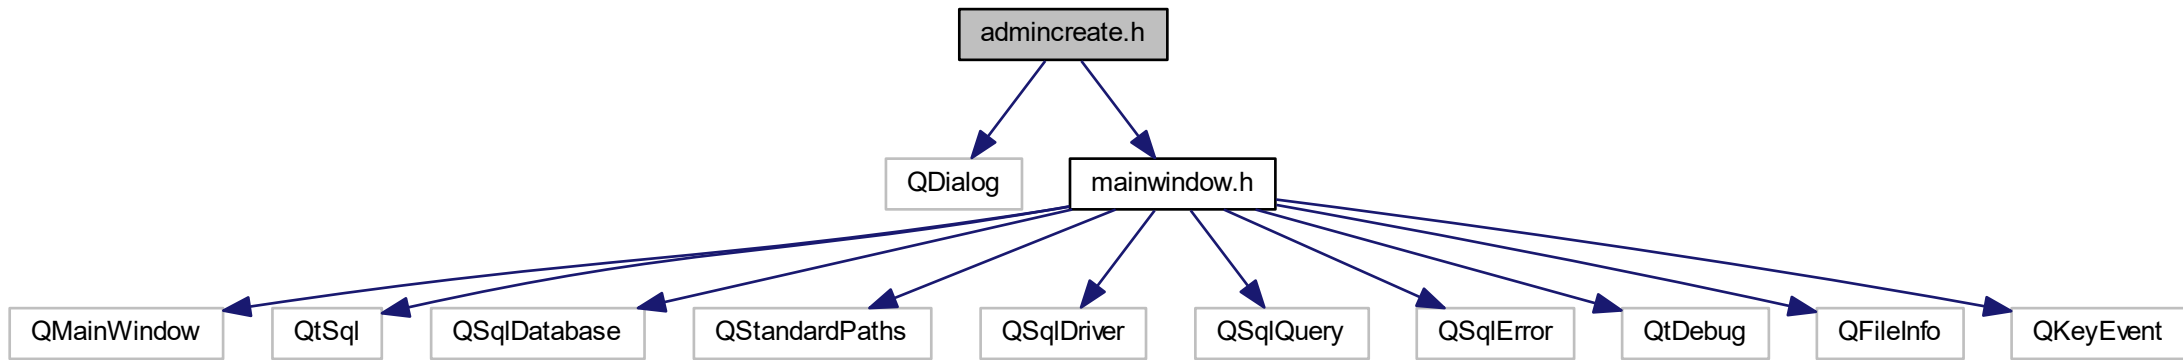 admincreate.h
QDialog
mainwindow.h
QMainWindow
QtSql
QSqlDatabase
QStandardPaths
QSqlDriver
QSqlQuery
QSqlError
QtDebug
QFileInfo
QKeyEvent